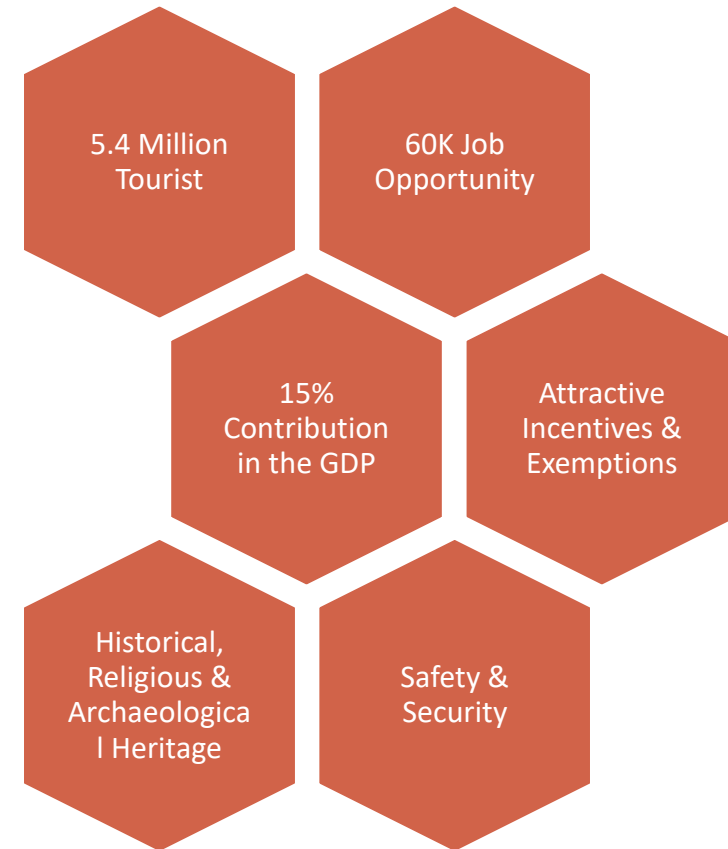 5.4 Million
Tourist
60K Job
Opportunity
15%
Contribution
in the GDP
Attractive
Incentives &
Exemptions
Historical,
Religious &
Archaeologica
l Heritage
Safety &
Security